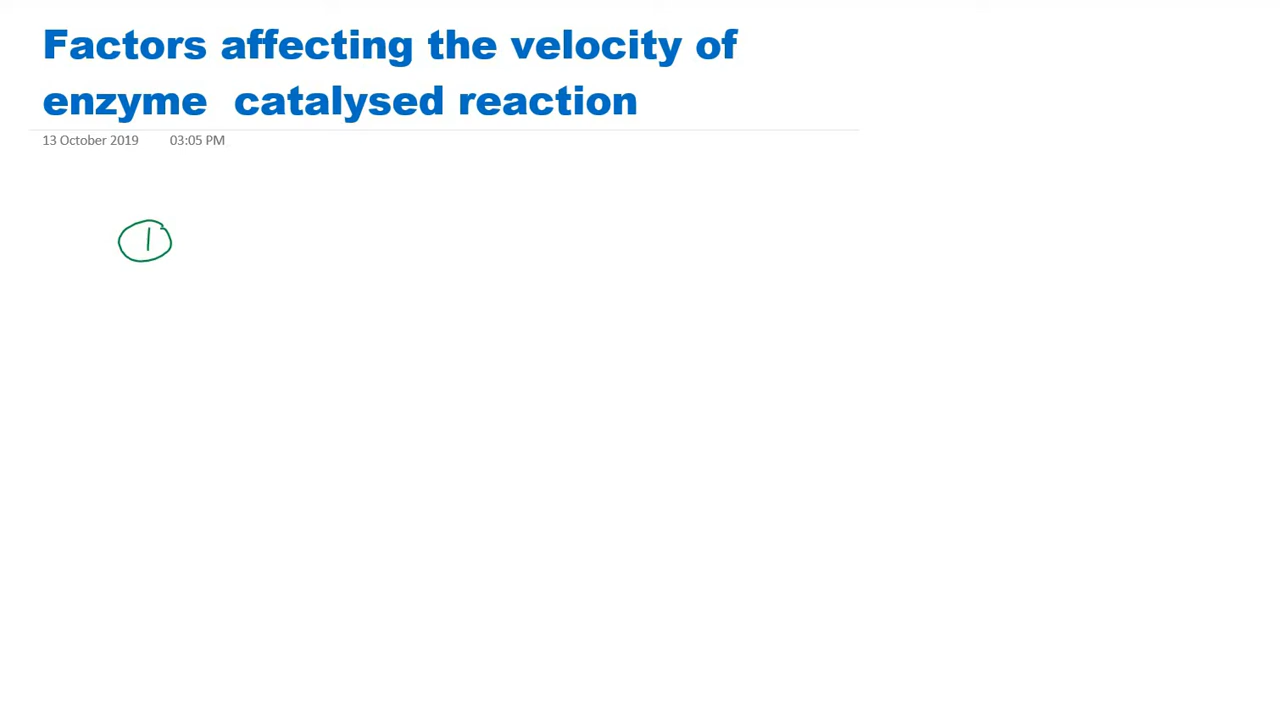 Factors affecting the velocity of
enzyme catalysed reaction
13 October 2019 03:05 PM
1